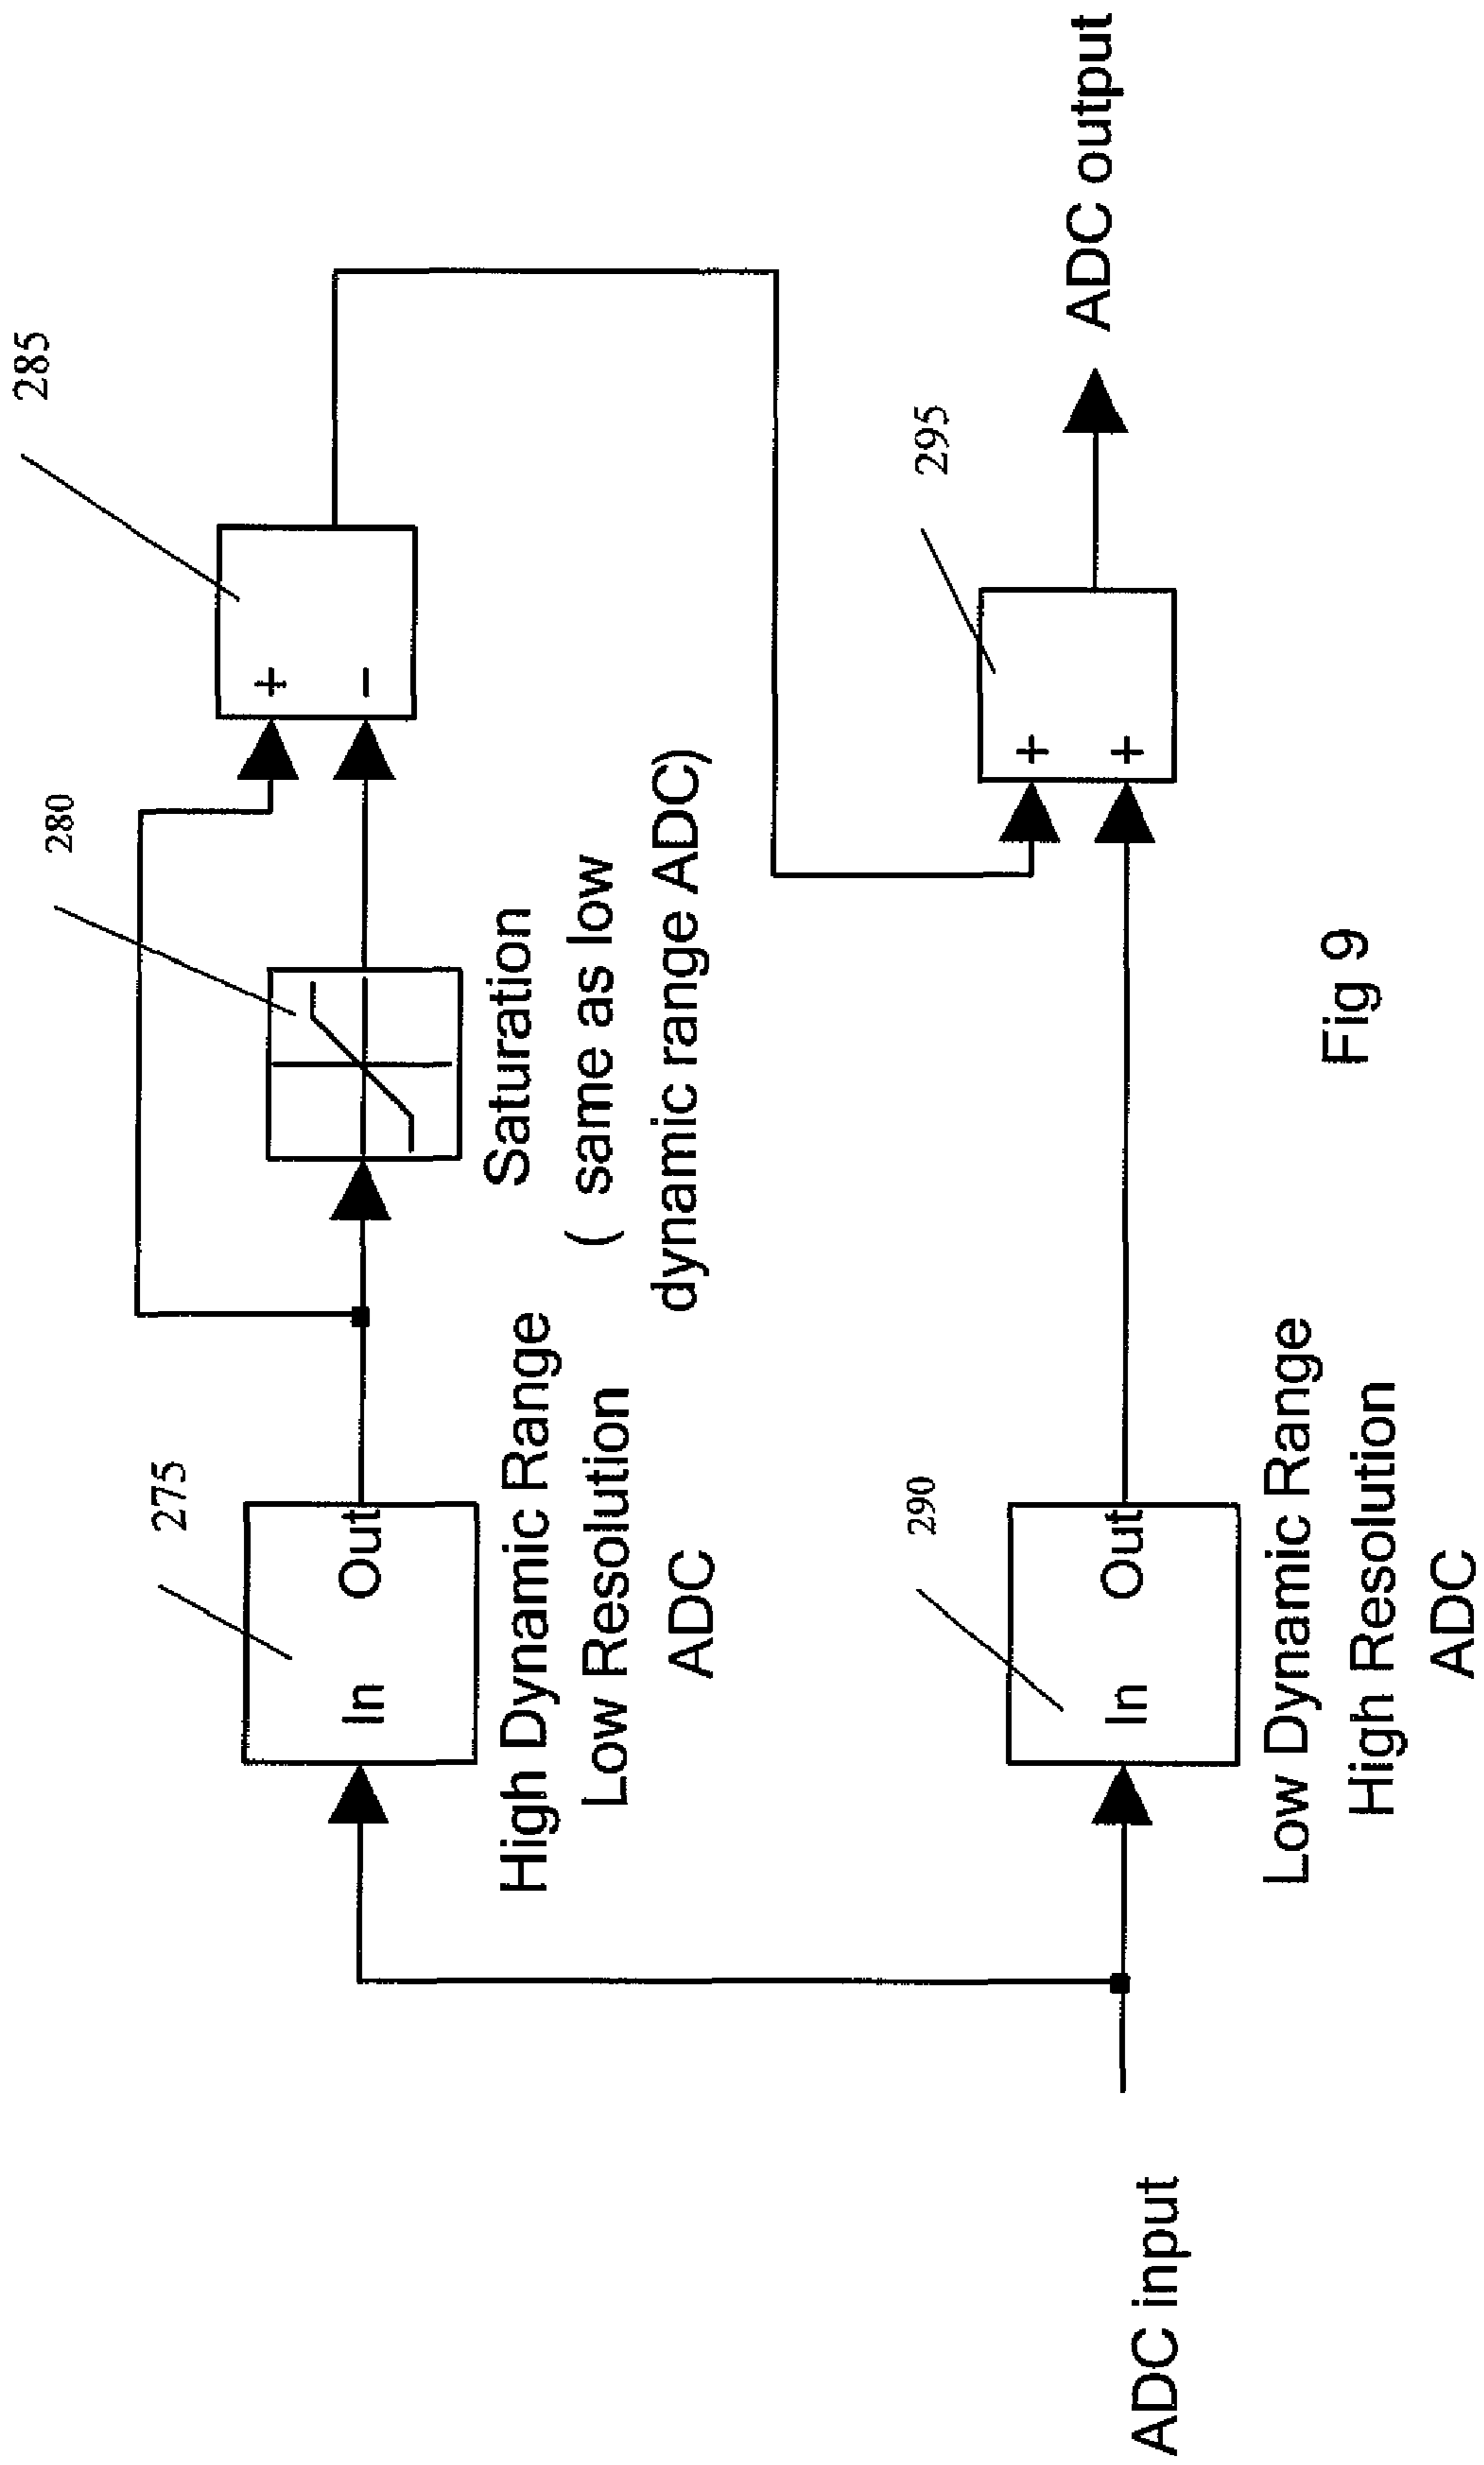 285
280
+
-
275
In Out
High Dynamic Range
Low Resolution
ADC
Saturation
( same as low
dynamic range ADC)
295
+
+
ADC output
290
In Out
Low Dynamic Range
High Resolution
ADC
ADC input
Fig 9